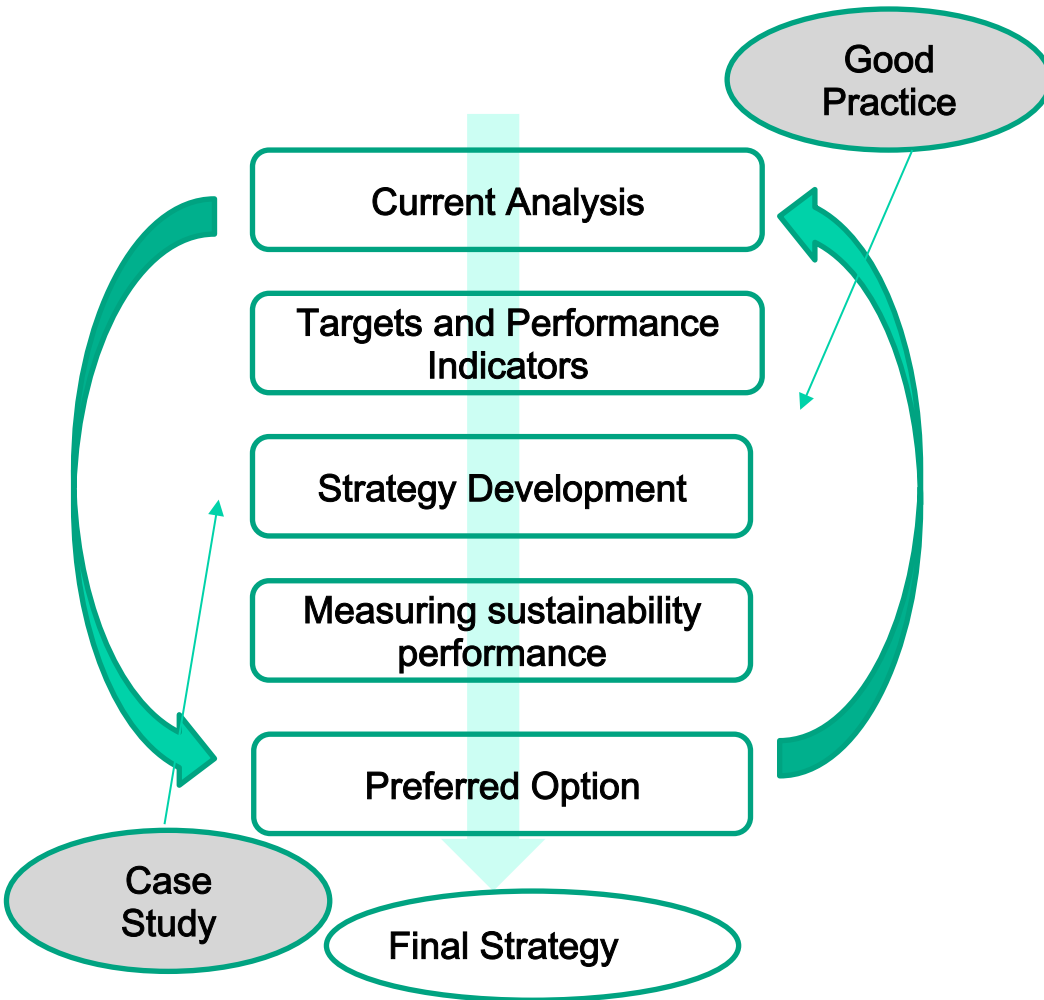 Good
Practice
Current Analysis
Targets and Performance
Indicators
Strategy Development
Measuring sustainability
performance
Preferred Option
Case
Study
Final Strategy